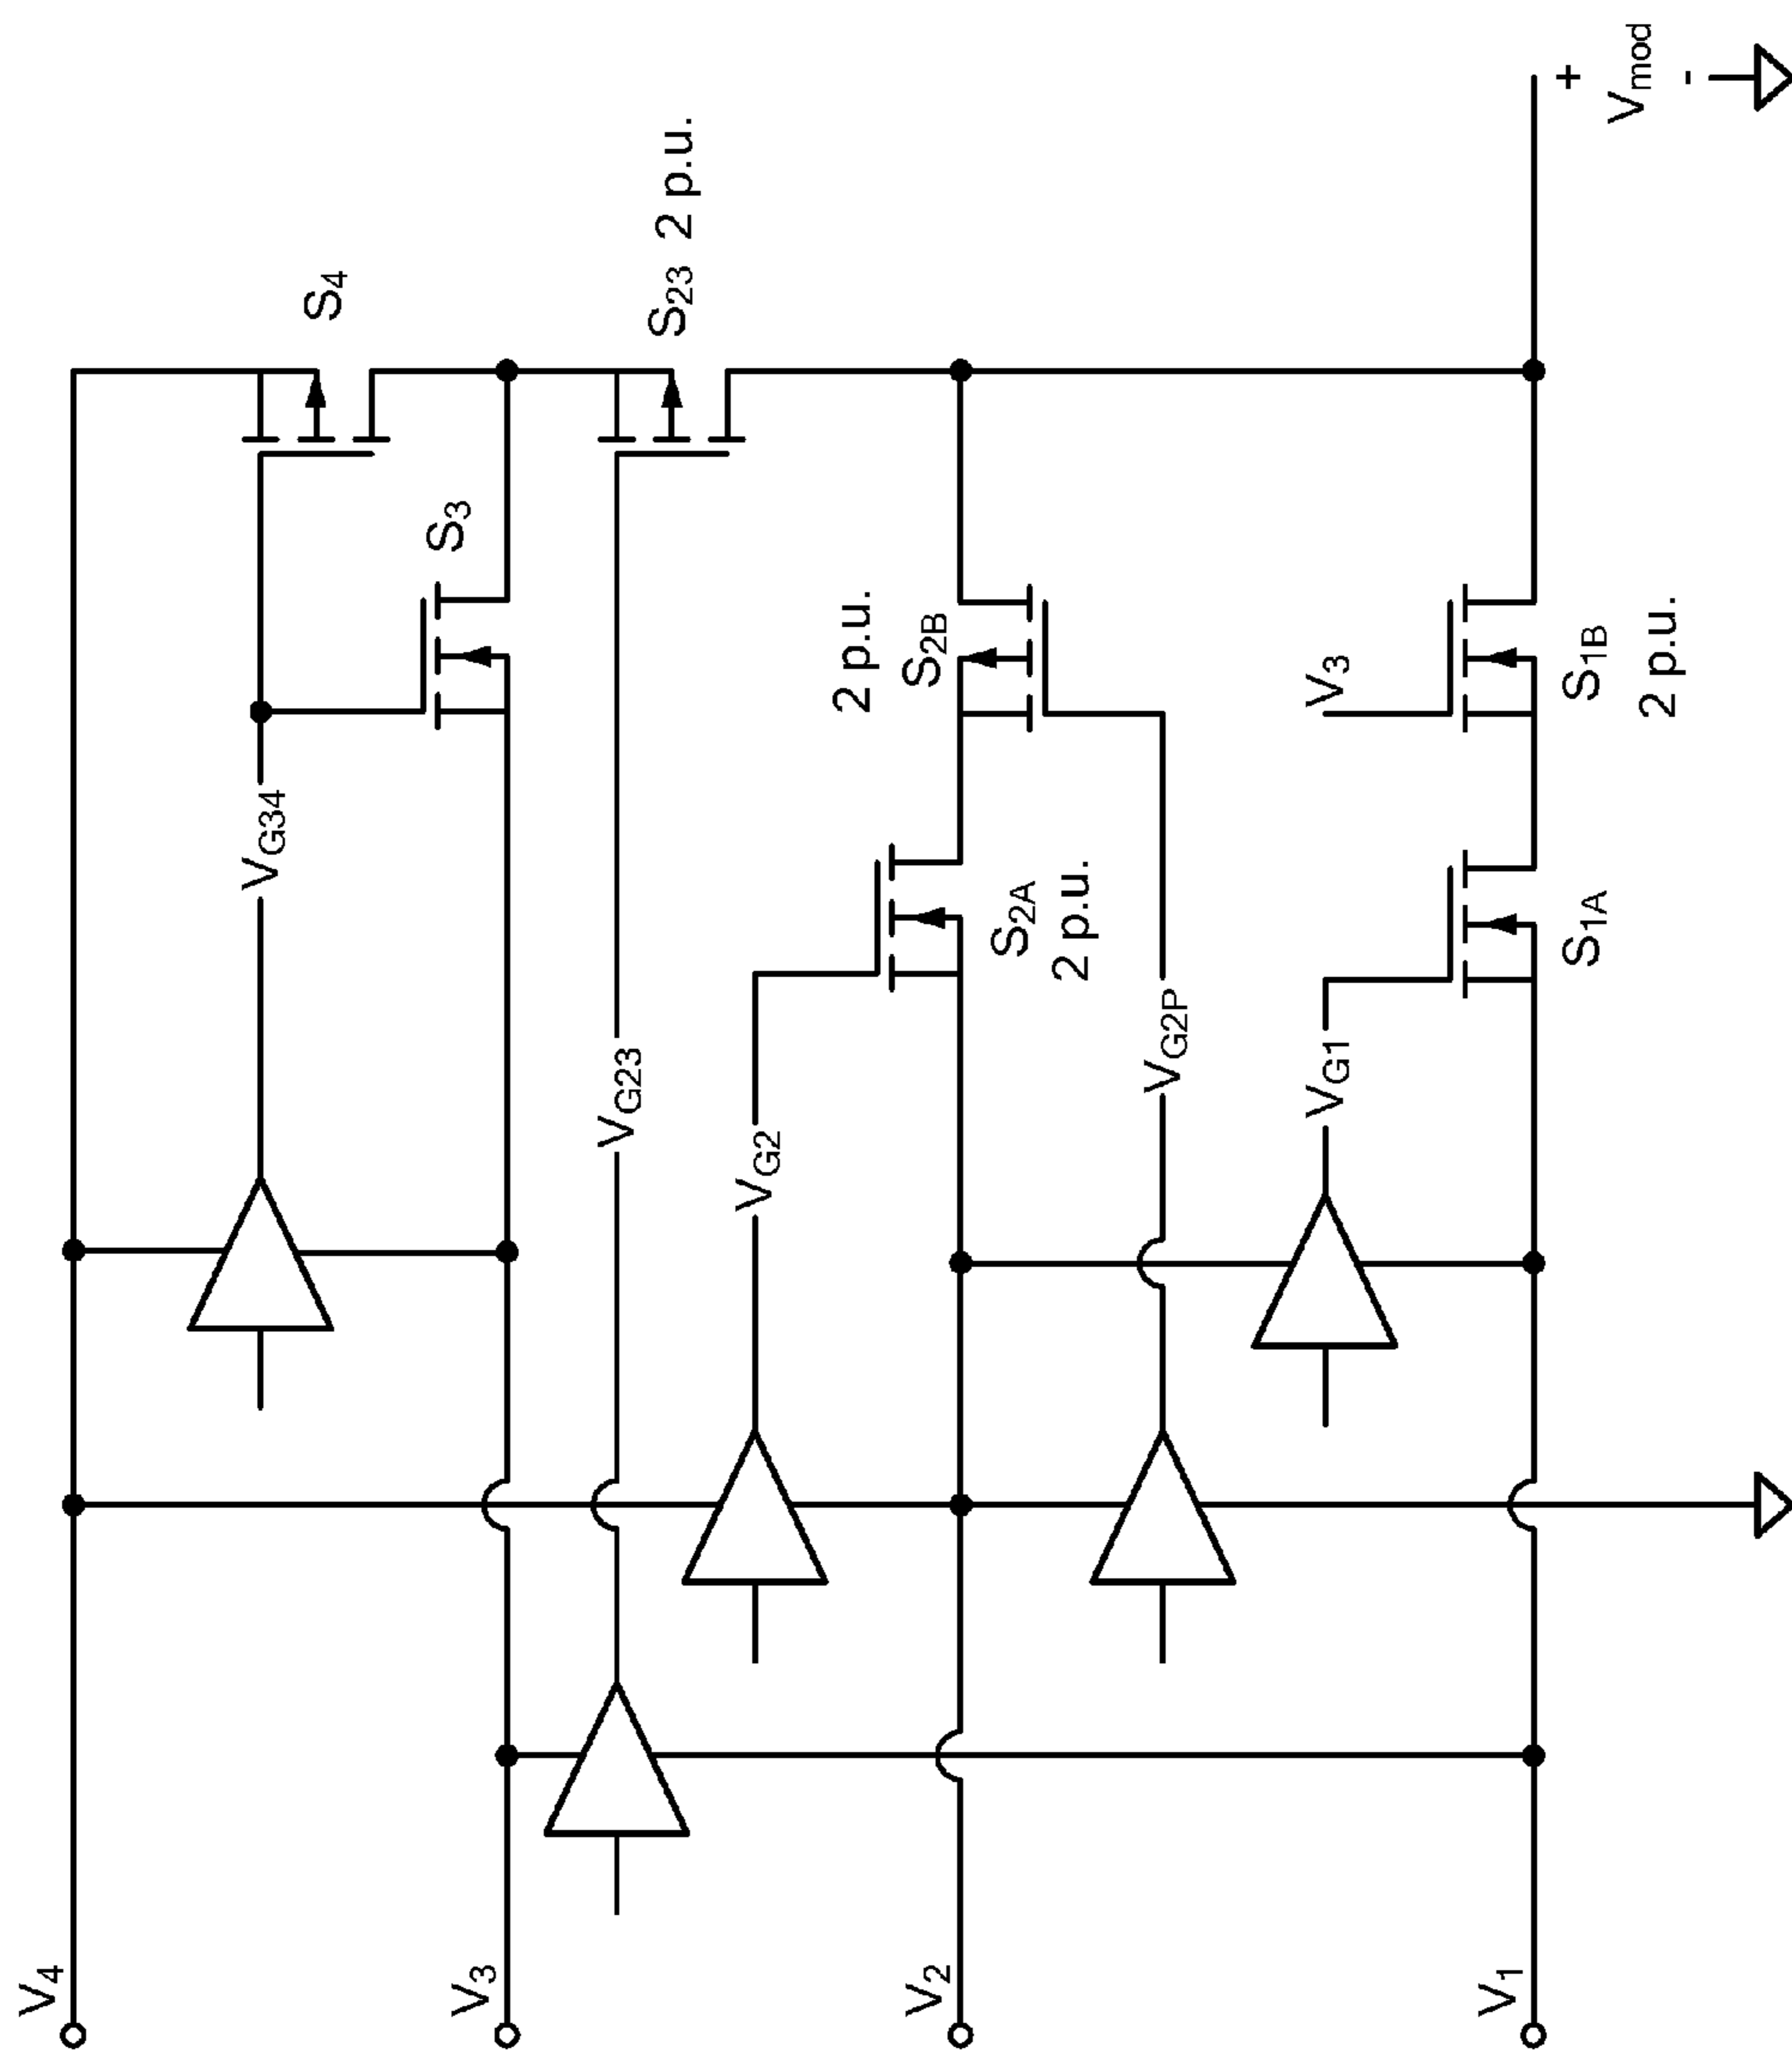 V4
V3
V2
V1
VG34
VG23
VG2
VG2P
VG1
S4
S3
S23 2 p.u.
2 p.u.
S2B
S2A
2 p.u.
V3
S1B
2 p.u.
S1A
+
Vmod
-